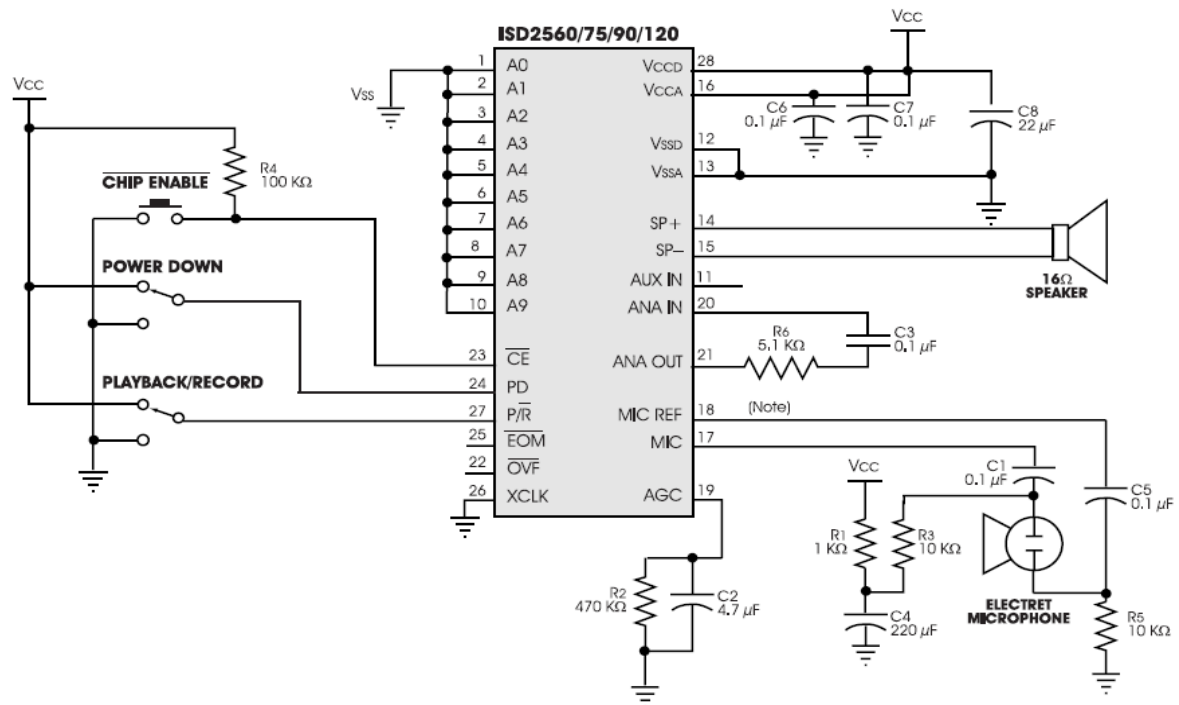 ISD2560/75/90/120
VCC
VCC
VSS
1 A0
2 A1
3 A2
4 A3
5 A4
6 A5
7 A6
8 A7
9 A8
10 A9
23 CE
24 PD
27 P/R
25 EOM
22 OVF
26 XCLK
VCCD 28
VCCA 16
VSSD 12
VSSA 13
SP+ 14
SP– 15
AUX IN 11
ANA IN 20
ANA OUT 21
MIC REF 18
MIC 17
AGC 19
R4
100 KΩ
CHIP ENABLE
POWER DOWN
PLAYBACK/RECORD
C6
0.1 µF
C7
0.1 µF
C8
22 µF
16Ω
SPEAKER
R6
5.1 KΩ
C3
0.1 µF
(Note)
VCC
C1
0.1 µF
C5
0.1 µF
R1
1 KΩ
R3
10 KΩ
R2
470 KΩ
C2
4.7 µF
C4
220 µF
ELECTRET
MICROPHONE
R5
10 KΩ